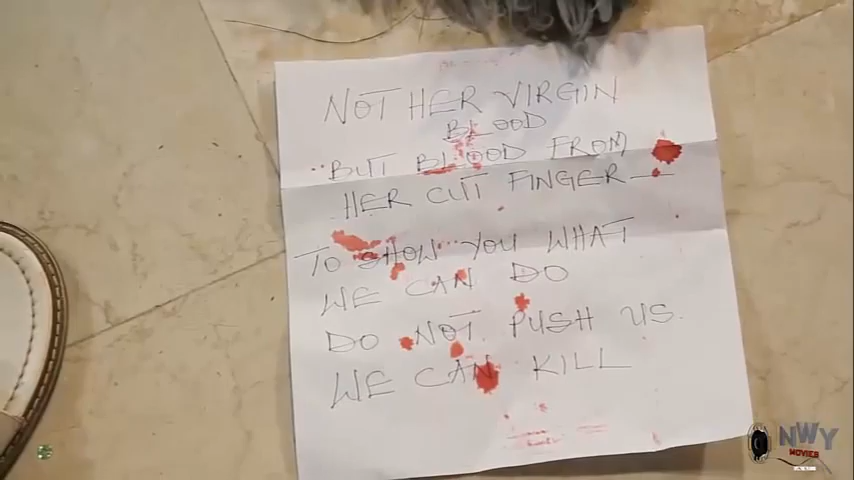 NOT HER VIRGIN
BLOOD
.. BUT BLOOD FROM
HER CUT FINGER —
TO SHOW ... YOU WHAT
WE CAN DO
DO NOT PUSH US.
WE CAN KILL
NWY
MOVIES